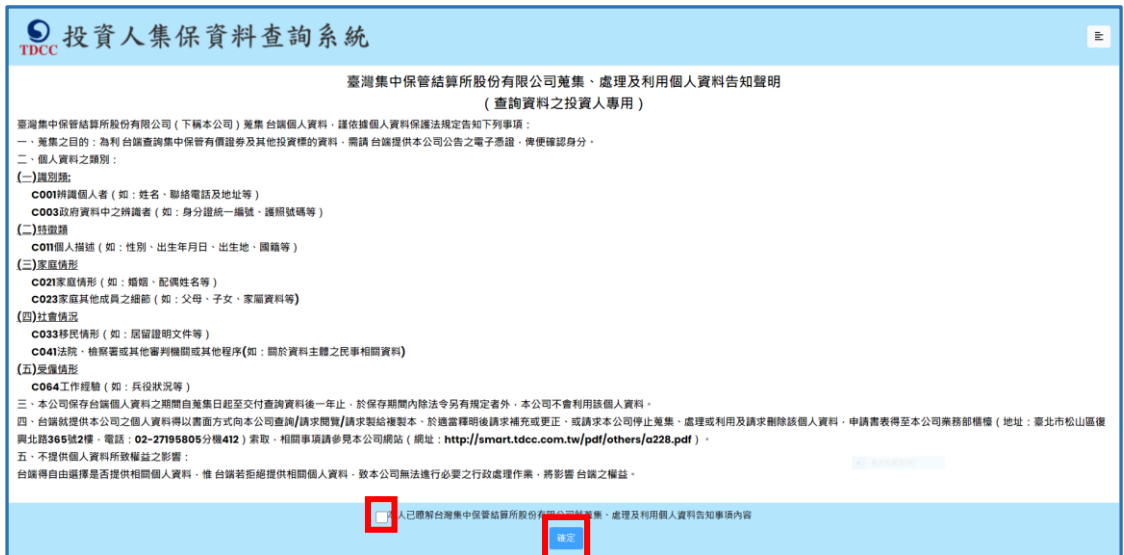 TDCC 投資人集保資料查詢系統
臺灣集中保管結算所股份有限公司蒐集、處理及利用個人資料告知聲明
（查詢資料之投資人專用）
臺灣集中保管結算所股份有限公司（下稱本公司）蒐集 台端個人資料，謹依據個人資料保護法規定告知下列事項：
一、蒐集之目的：為利 台端查詢集中保管有價證券及其他投資標的資料，需請 台端提供本公司公告之電子憑證，俾便確認身分。
二、個人資料之類別：
(一)識別類:
C001辨識個人者（如：姓名、聯絡電話及地址等）
C003政府資料中之辨識者（如：身分證統一編號、護照號碼等）
(二)特徵類
C011個人描述（如：性別、出生年月日、出生地、國籍等）
(三)家庭情形
C021家庭情形（如：婚姻、配偶姓名等）
C023家庭其他成員之細節（如：父母、子女、家屬資料等)
(四)社會情況
C033移民情形（如：居留證明文件等）
C041法院、檢察署或其他審判機關或其他程序(如：關於資料主體之民事相關資料)
(五)受僱情形
C064工作經驗（如：兵役狀況等）
三、本公司保存台端個人資料之期間自蒐集日起至交付查詢資料後一年止，於保存期間內除法令另有規定者外，本公司不會利用該個人資料。
四、台端就提供本公司之個人資料得以書面方式向本公司查詢/請求閱覽/請求製給複製本、於適當釋明後請求補充或更正、或請求本公司停止蒐集、處理或利用及請求刪除該個人資料，申請書表得至本公司業務部櫃檯（地址：臺北市松山區復
興北路365號2樓，電話：02-27195805分機412）索取，相關事項請參見本公司網站（網址：http://smart.tdcc.com.tw/pdf/others/a228.pdf）。
五、不提供個人資料所致權益之影響：
台端得自由選擇是否提供相關個人資料，惟 台端若拒絕提供相關個人資料，致本公司無法進行必要之行政處理作業，將影響 台端之權益。
人已瞭解台灣集中保管結算所股份有限公司就蒐集、處理及利用個人資料告知事項內容
確定